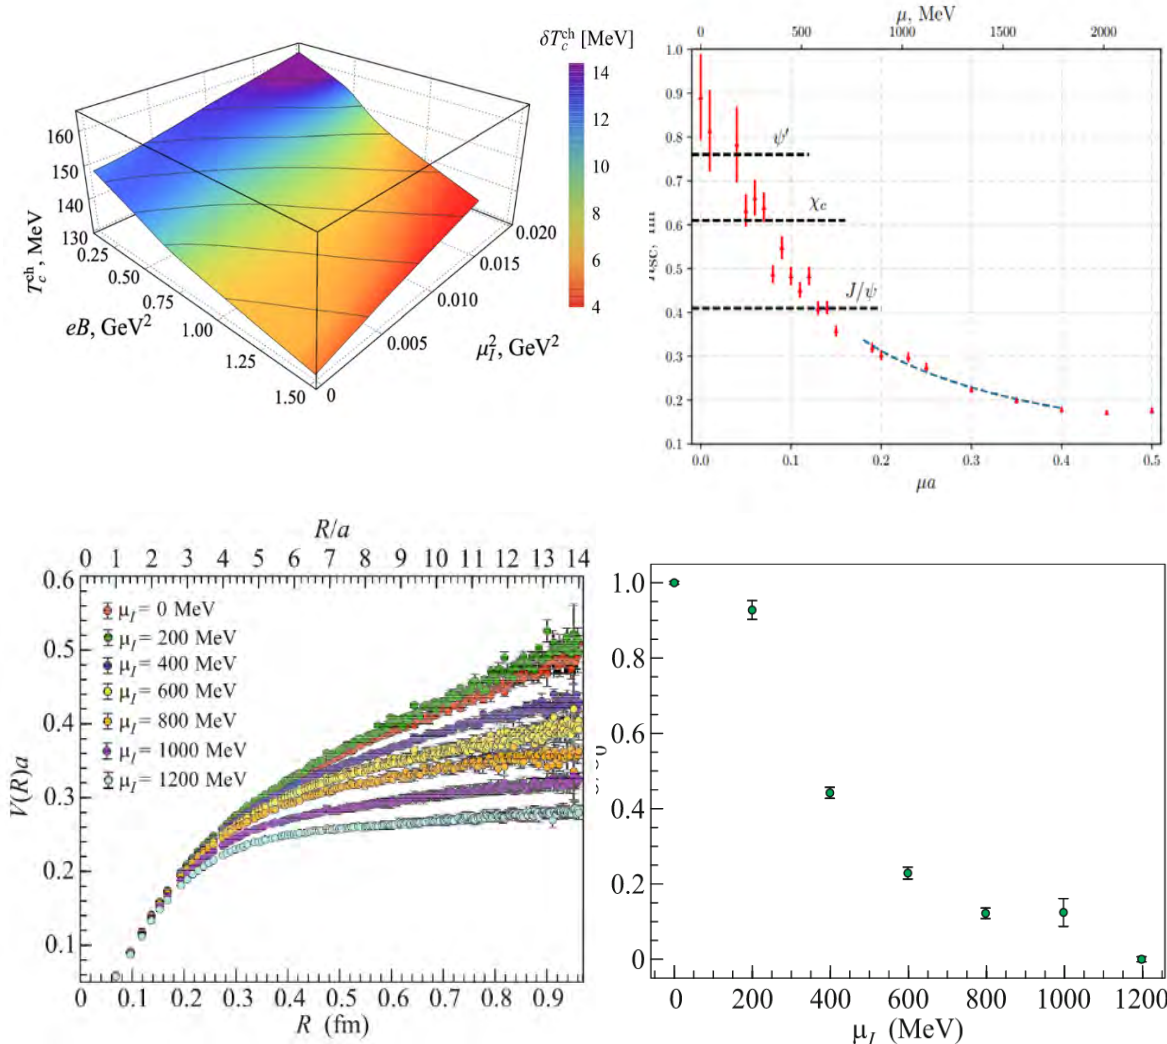 δT_c^ch [MeV]
14
12
10
8
6
4
T_c^ch, MeV
160
150
140
130
0.25
0.50
0.75
1.00
1.25
1.50
eB, GeV²
0
0.005
0.010
0.015
0.020
μ_I², GeV²
μ, MeV
0 500 1000 1500 2000
1.0
0.9
0.8
ψ′
0.7
χc
0.6
0.5
J/ψ
0.4
0.3
0.2
0.1
0.0 0.1 0.2 0.3 0.4 0.5
μa
R/a
0 1 2 3 4 5 6 7 8 9 10 11 12 13 14
0.6
μ_I = 0 MeV
μ_I = 200 MeV
0.5
μ_I = 400 MeV
μ_I = 600 MeV
μ_I = 800 MeV
0.4
μ_I = 1000 MeV
μ_I = 1200 MeV
V(R)a
0.3
0.2
0.1
0 0.1 0.2 0.3 0.4 0.5 0.6 0.7 0.8 0.9
R (fm)
1.0
0.8
0.6
0.4
0.2
0
0 200 400 600 800 1000 1200
μ_I (MeV)